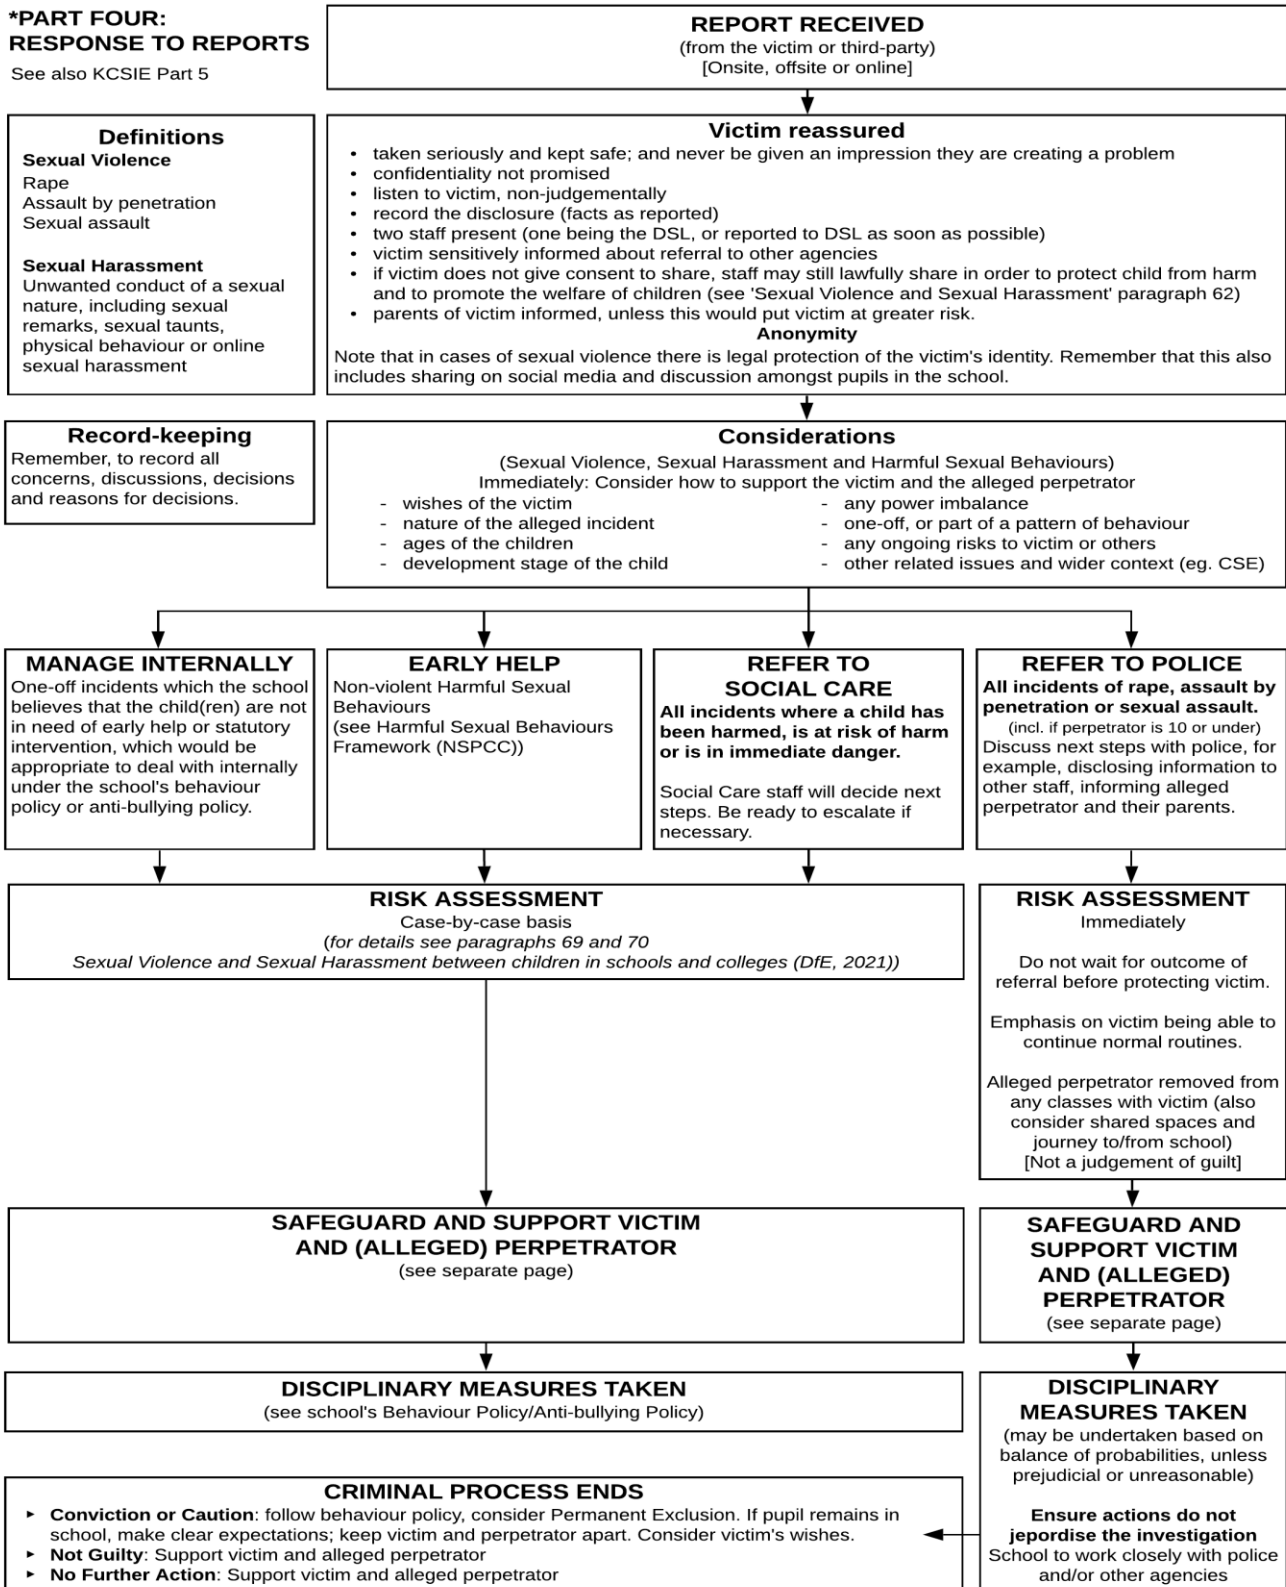 *PART FOUR:
RESPONSE TO REPORTS
See also KCSIE Part 5
REPORT RECEIVED
(from the victim or third-party)
[Onsite, offsite or online]
Definitions
Sexual Violence
Rape
Assault by penetration
Sexual assault
Sexual Harassment
Unwanted conduct of a sexual
nature, including sexual
remarks, sexual taunts,
physical behaviour or online
sexual harassment
Victim reassured
• taken seriously and kept safe; and never be given an impression they are creating a problem
• confidentiality not promised
• listen to victim, non-judgementally
• record the disclosure (facts as reported)
• two staff present (one being the DSL, or reported to DSL as soon as possible)
• victim sensitively informed about referral to other agencies
• if victim does not give consent to share, staff may still lawfully share in order to protect child from harm
and to promote the welfare of children (see 'Sexual Violence and Sexual Harassment' paragraph 62)
• parents of victim informed, unless this would put victim at greater risk.
Anonymity
Note that in cases of sexual violence there is legal protection of the victim's identity. Remember that this also
includes sharing on social media and discussion amongst pupils in the school.
Record-keeping
Remember, to record all
concerns, discussions, decisions
and reasons for decisions.
Considerations
(Sexual Violence, Sexual Harassment and Harmful Sexual Behaviours)
Immediately: Consider how to support the victim and the alleged perpetrator
- wishes of the victim
- nature of the alleged incident
- ages of the children
- development stage of the child
- any power imbalance
- one-off, or part of a pattern of behaviour
- any ongoing risks to victim or others
- other related issues and wider context (eg. CSE)
MANAGE INTERNALLY
One-off incidents which the school
believes that the child(ren) are not
in need of early help or statutory
intervention, which would be
appropriate to deal with internally
under the school's behaviour
policy or anti-bullying policy.
EARLY HELP
Non-violent Harmful Sexual
Behaviours
(see Harmful Sexual Behaviours
Framework (NSPCC))
REFER TO
SOCIAL CARE
All incidents where a child has
been harmed, is at risk of harm
or is in immediate danger.
Social Care staff will decide next
steps. Be ready to escalate if
necessary.
REFER TO POLICE
All incidents of rape, assault by
penetration or sexual assault.
(incl. if perpetrator is 10 or under)
Discuss next steps with police, for
example, disclosing information to
other staff, informing alleged
perpetrator and their parents.
RISK ASSESSMENT
Case-by-case basis
(for details see paragraphs 69 and 70
Sexual Violence and Sexual Harassment between children in schools and colleges (DfE, 2021))
RISK ASSESSMENT
Immediately
Do not wait for outcome of
referral before protecting victim.
Emphasis on victim being able to
continue normal routines.
Alleged perpetrator removed from
any classes with victim (also
consider shared spaces and
journey to/from school)
[Not a judgement of guilt]
SAFEGUARD AND SUPPORT VICTIM
AND (ALLEGED) PERPETRATOR
(see separate page)
SAFEGUARD AND
SUPPORT VICTIM
AND (ALLEGED)
PERPETRATOR
(see separate page)
DISCIPLINARY MEASURES TAKEN
(see school's Behaviour Policy/Anti-bullying Policy)
DISCIPLINARY
MEASURES TAKEN
(may be undertaken based on
balance of probabilities, unless
prejudicial or unreasonable)
Ensure actions do not
jepordise the investigation
School to work closely with police
and/or other agencies
CRIMINAL PROCESS ENDS
► Conviction or Caution: follow behaviour policy, consider Permanent Exclusion. If pupil remains in
school, make clear expectations; keep victim and perpetrator apart. Consider victim's wishes.
► Not Guilty: Support victim and alleged perpetrator
► No Further Action: Support victim and alleged perpetrator